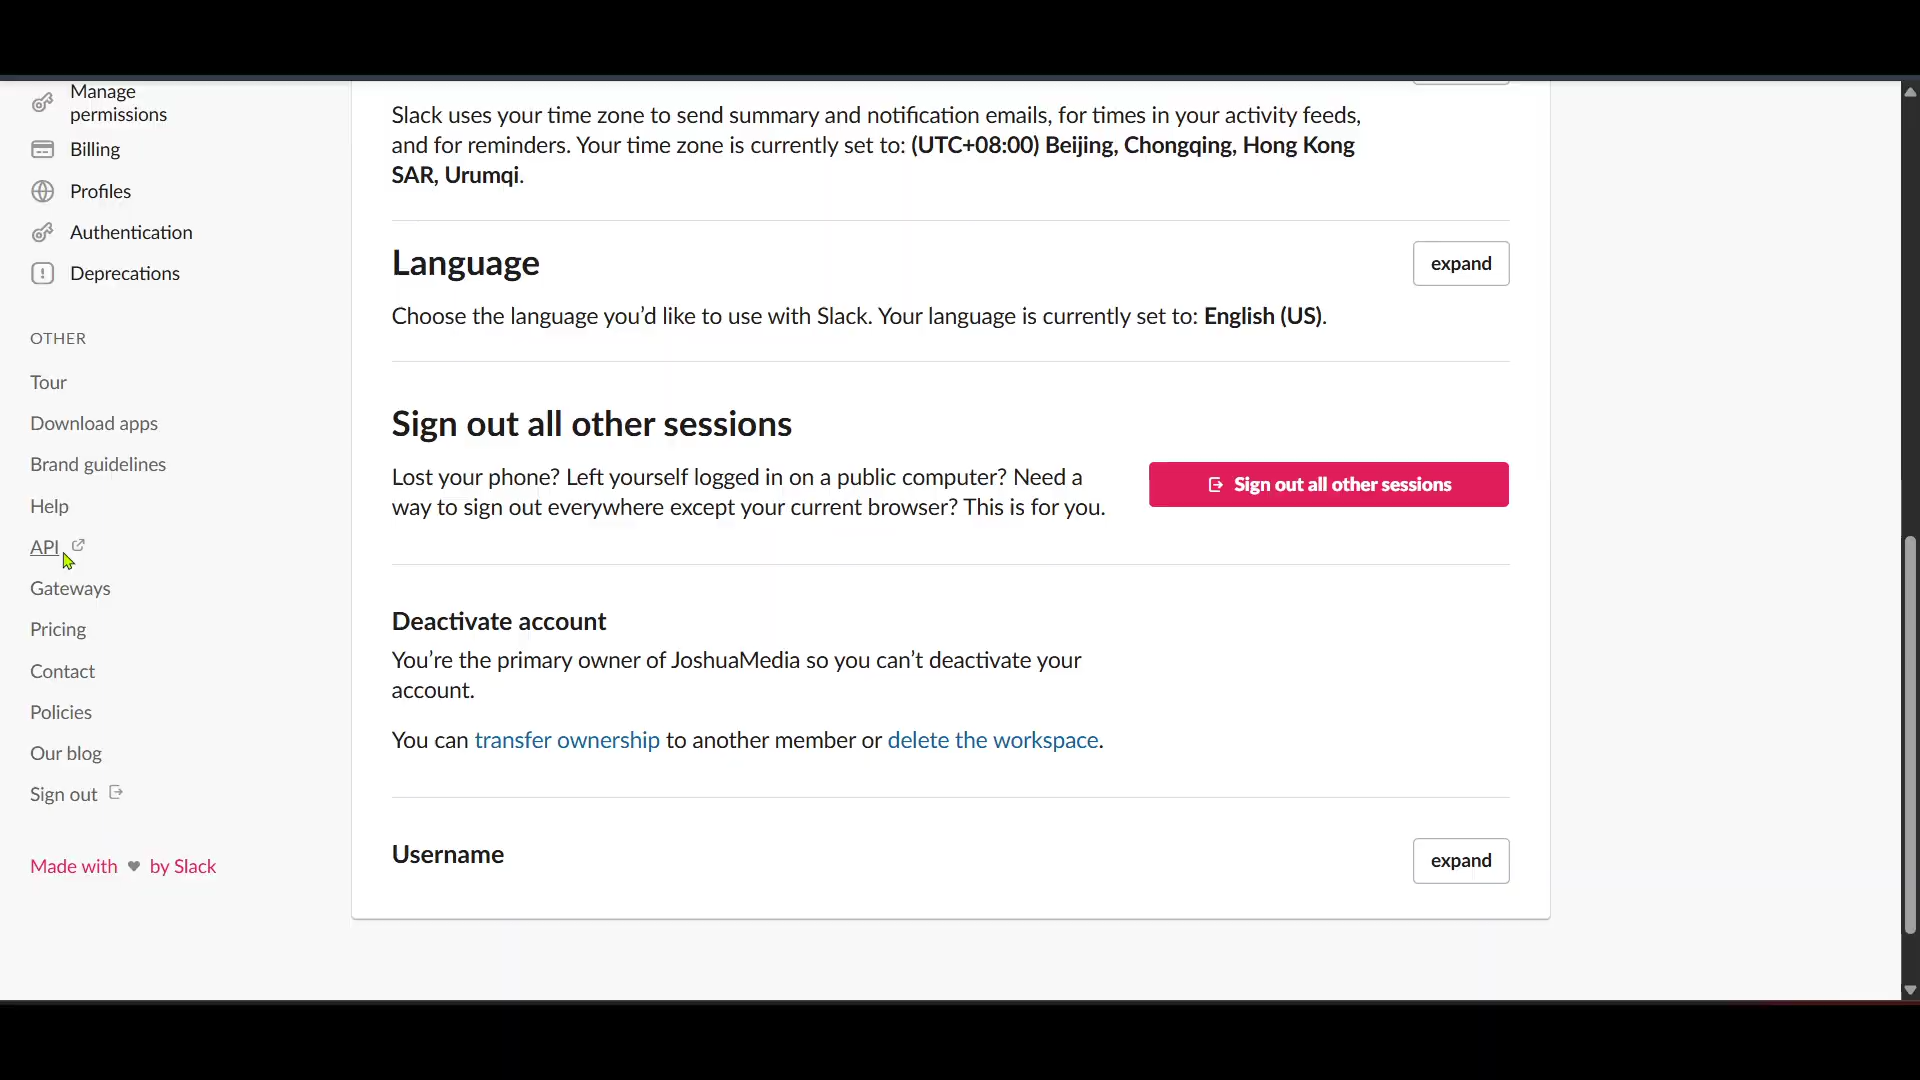 Manage
permissions
Billing
Profiles
Authentication
Deprecations
OTHER
Tour
Download apps
Brand guidelines
Help
API
Gateways
Pricing
Contact
Policies
Our blog
Sign out
Made with ♥ by Slack
Slack uses your time zone to send summary and notification emails, for times in your activity feeds,
and for reminders. Your time zone is currently set to: (UTC+08:00) Beijing, Chongqing, Hong Kong
SAR, Urumqi.
Language
expand
Choose the language you’d like to use with Slack. Your language is currently set to: English (US).
Sign out all other sessions
Lost your phone? Left yourself logged in on a public computer? Need a
way to sign out everywhere except your current browser? This is for you.
Sign out all other sessions
Deactivate account
You’re the primary owner of JoshuaMedia so you can’t deactivate your
account.
You can transfer ownership to another member or delete the workspace.
Username
expand